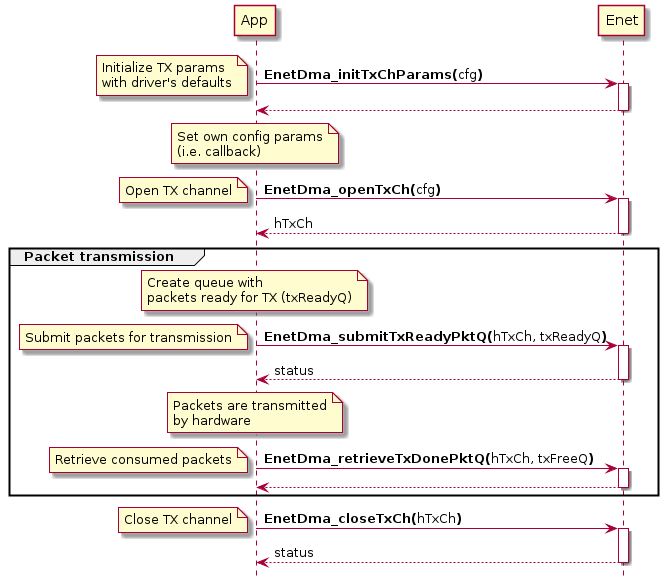 App
Enet
Initialize TX params
with driver's defaults
EnetDma_initTxChParams(cfg)
Set own config params
(i.e. callback)
Open TX channel
EnetDma_openTxCh(cfg)
hTxCh
Packet transmission
Create queue with
packets ready for TX (txReadyQ)
Submit packets for transmission
EnetDma_submitTxReadyPktQ(hTxCh, txReadyQ)
status
Packets are transmitted
by hardware
Retrieve consumed packets
EnetDma_retrieveTxDonePktQ(hTxCh, txFreeQ)
Close TX channel
EnetDma_closeTxCh(hTxCh)
status